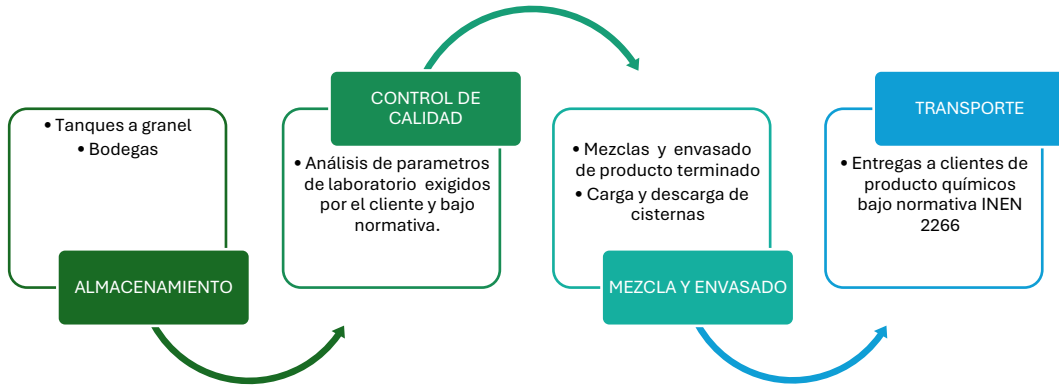 • Tanques a granel
• Bodegas
ALMACENAMIENTO
CONTROL DE
CALIDAD
• Análisis de parametros
de laboratorio exigidos
por el cliente y bajo
normativa.
• Mezclas y envasado
de producto terminado
• Carga y descarga de
cisternas
MEZCLA Y ENVASADO
TRANSPORTE
• Entregas a clientes de
producto químicos
bajo normativa INEN
2266